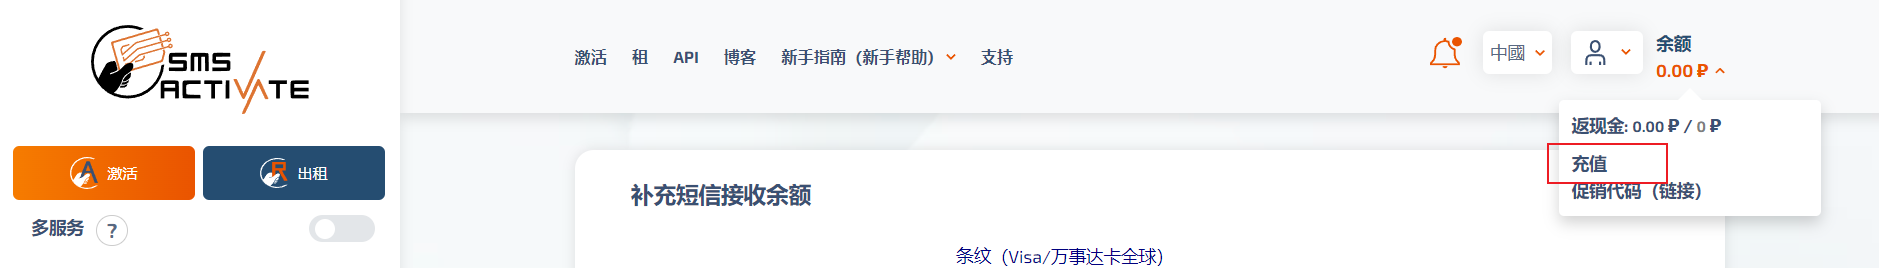 SMS
ACTIVATE
激活 租 API 博客 新手指南（新手帮助） 支持
中國
余额
0.00 ₽
返现金: 0.00 ₽ / 0 ₽
充值
促销代码（链接）
A 激活
R 出租
多服务 ?
补充短信接收余额
条纹（Visa/万事达卡全球）